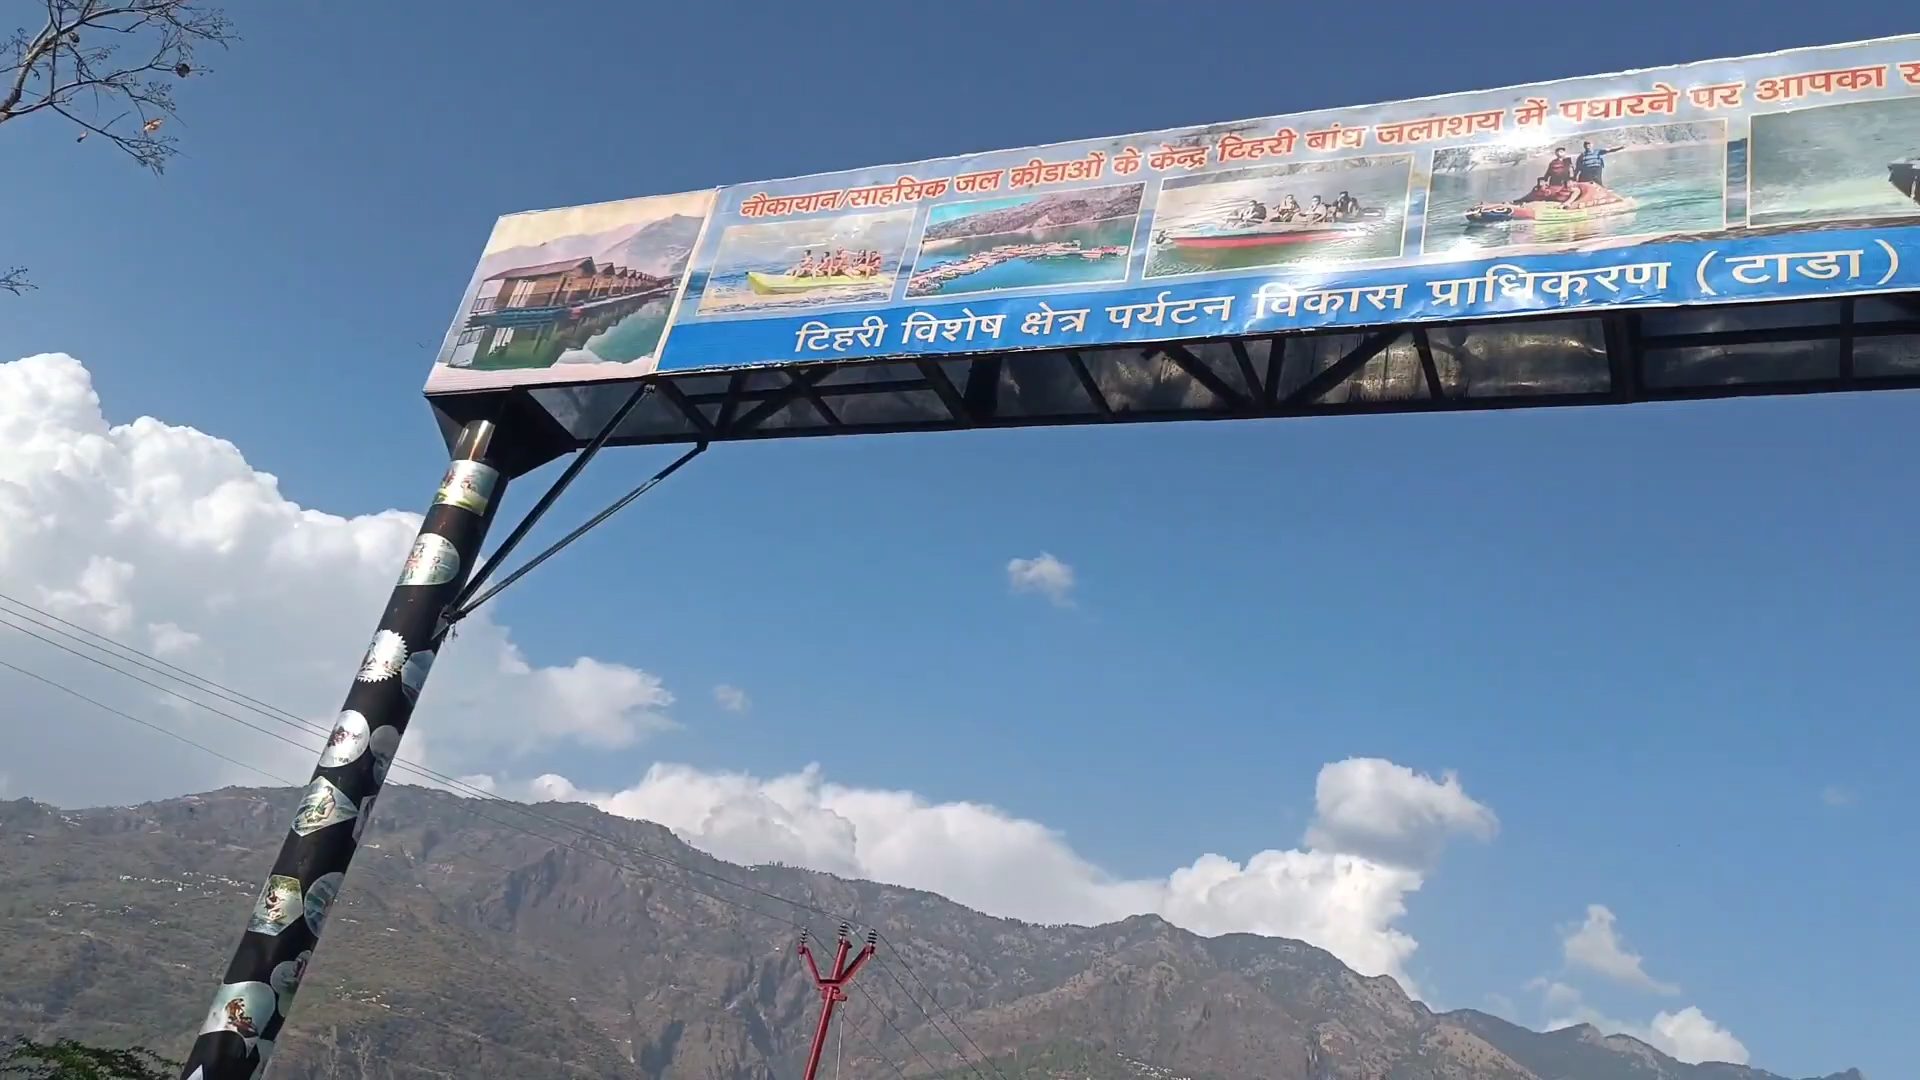 नौकायान/साहसिक जल क्रीडाओं के केन्द्र टिहरी बांध जलाशय में पधारने पर आपका
टिहरी विशेष क्षेत्र पर्यटन विकास प्राधिकरण (टाडा)